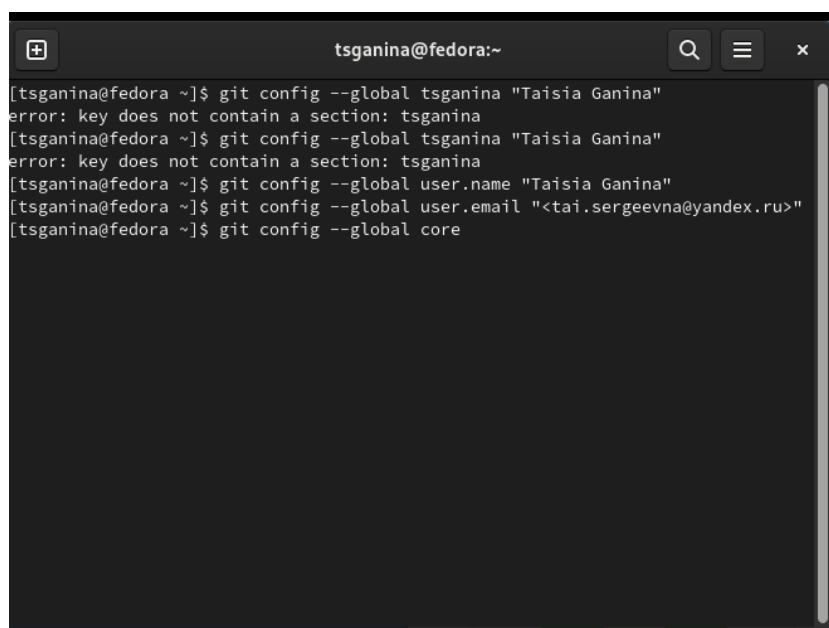 tsganina@fedora:~
[tsganina@fedora ~]$ git config --global tsganina "Taisia Ganina"
error: key does not contain a section: tsganina
[tsganina@fedora ~]$ git config --global tsganina "Taisia Ganina"
error: key does not contain a section: tsganina
[tsganina@fedora ~]$ git config --global user.name "Taisia Ganina"
[tsganina@fedora ~]$ git config --global user.email "<tai.sergeevna@yandex.ru>"
[tsganina@fedora ~]$ git config --global core